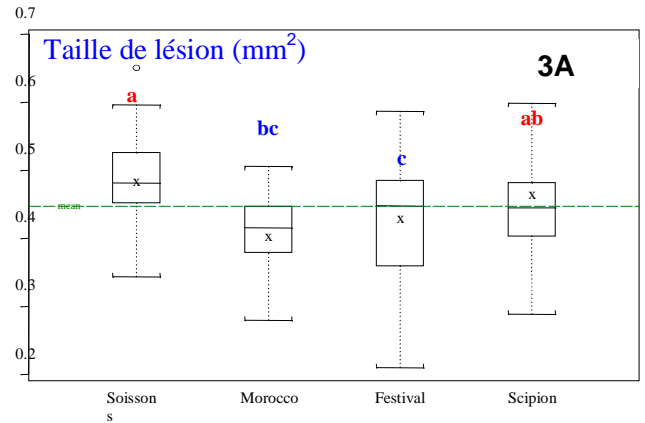 0.7
Taille de lésion (mm2)
3A
0.6
a
ab
bc
0.5
c
x
x
mean
0.4
x
x
0.3
0.2
Soisson
s
Morocco
Festival
Scipion